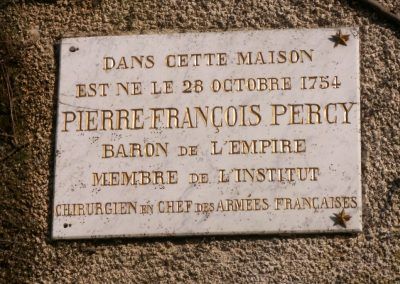 DANS CETTE MAISON
EST NE LE 28 OCTOBRE 1754
PIERRE-FRANÇOIS PERCY
BARON DE L'EMPIRE
MEMBRE DE L'INSTITUT
CHIRURGIEN EN CHEF DES ARMÉES FRANÇAISES